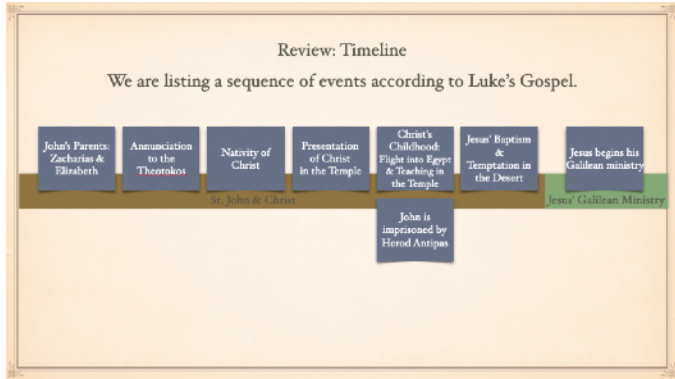 Review: Timeline
We are listing a sequence of events according to Luke's Gospel.
John's Parents:
Zacharias &
Elizabeth
Annunciation
to the
Theotokos
Nativity of
Christ
Presentation
of Christ
in the Temple
Christ's
Childhood:
Flight into Egypt
& Teaching in
the Temple
Jesus' Baptism
&
Temptation in
the Desert
Jesus begins his
Galilean ministry
St. John & Christ
Jesus' Galilean Ministry
John is
imprisoned by
Herod Antipas